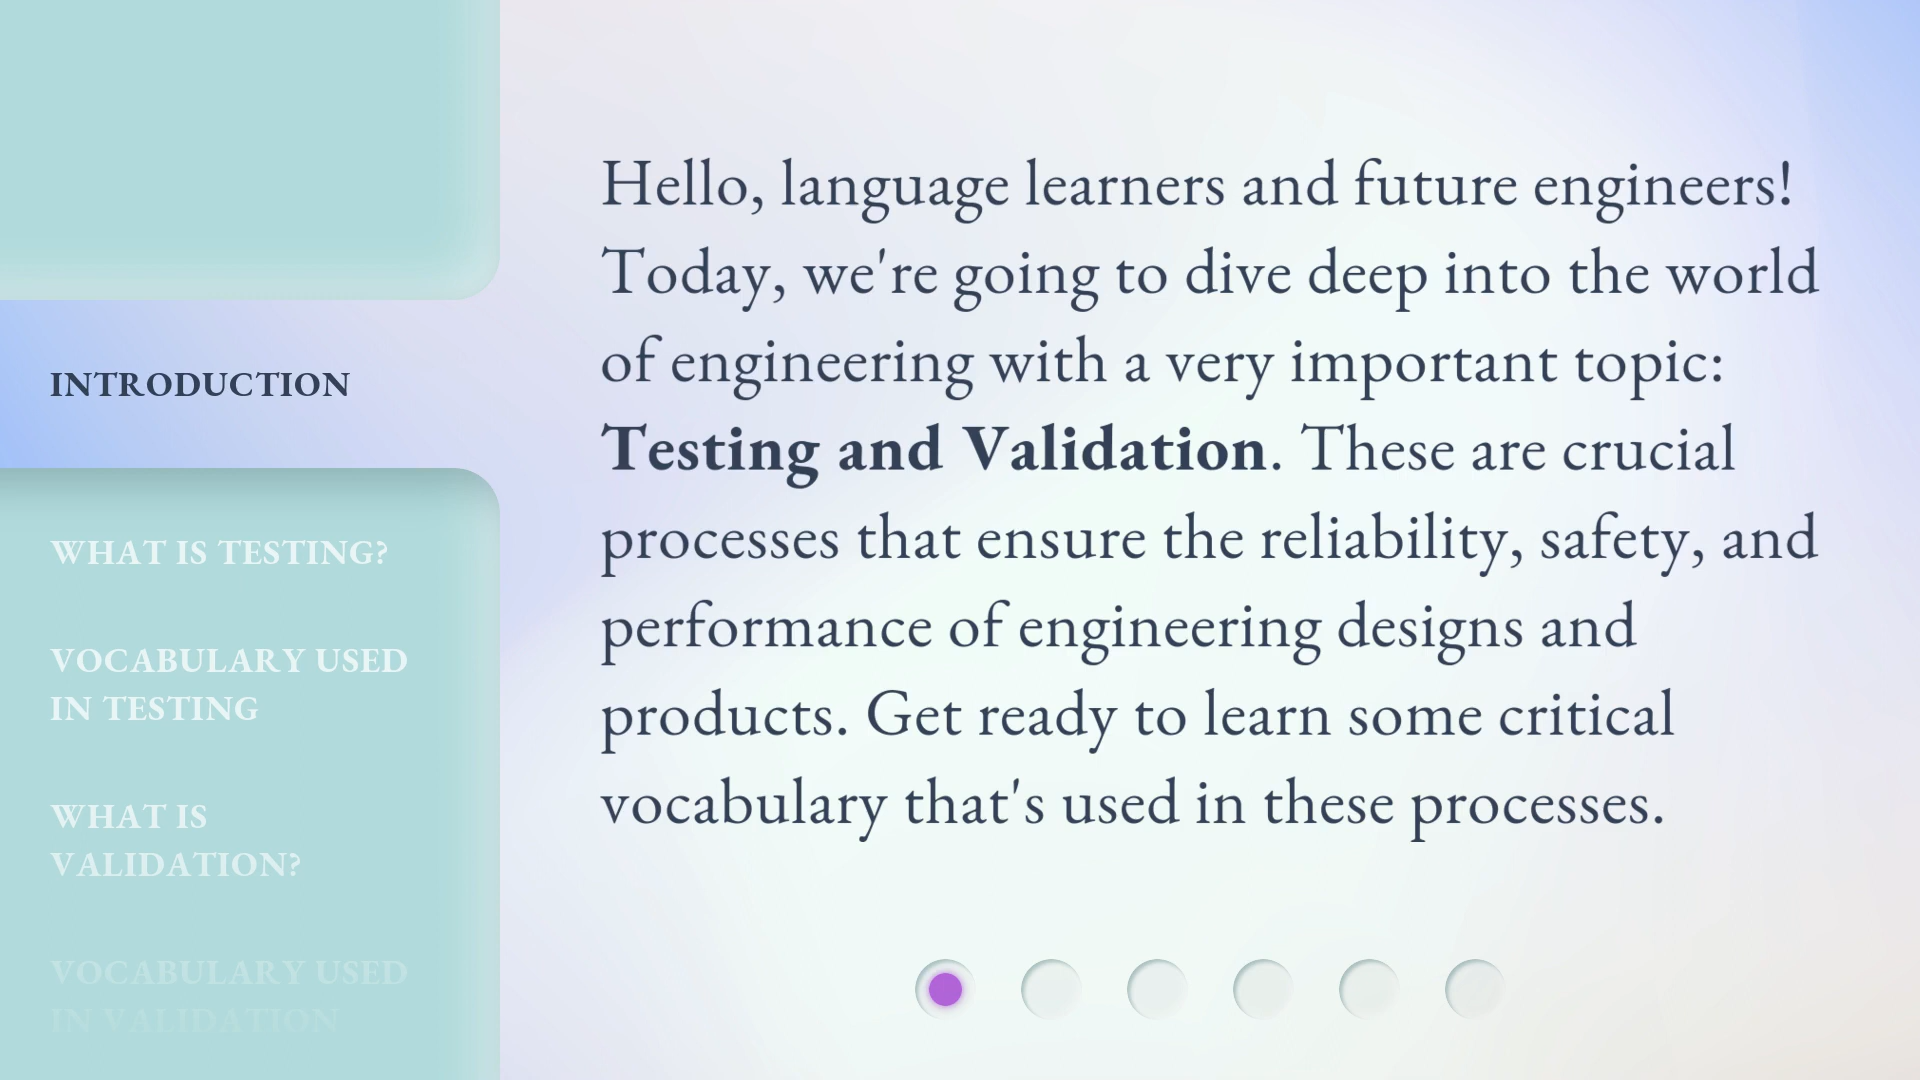 INTRODUCTION
WHAT IS TESTING?
VOCABULARY USED
IN TESTING
WHAT IS
VALIDATION?
VOCABULARY USED
IN VALIDATION
Hello, language learners and future engineers!
Today, we're going to dive deep into the world
of engineering with a very important topic:
Testing and Validation. These are crucial
processes that ensure the reliability, safety, and
performance of engineering designs and
products. Get ready to learn some critical
vocabulary that's used in these processes.